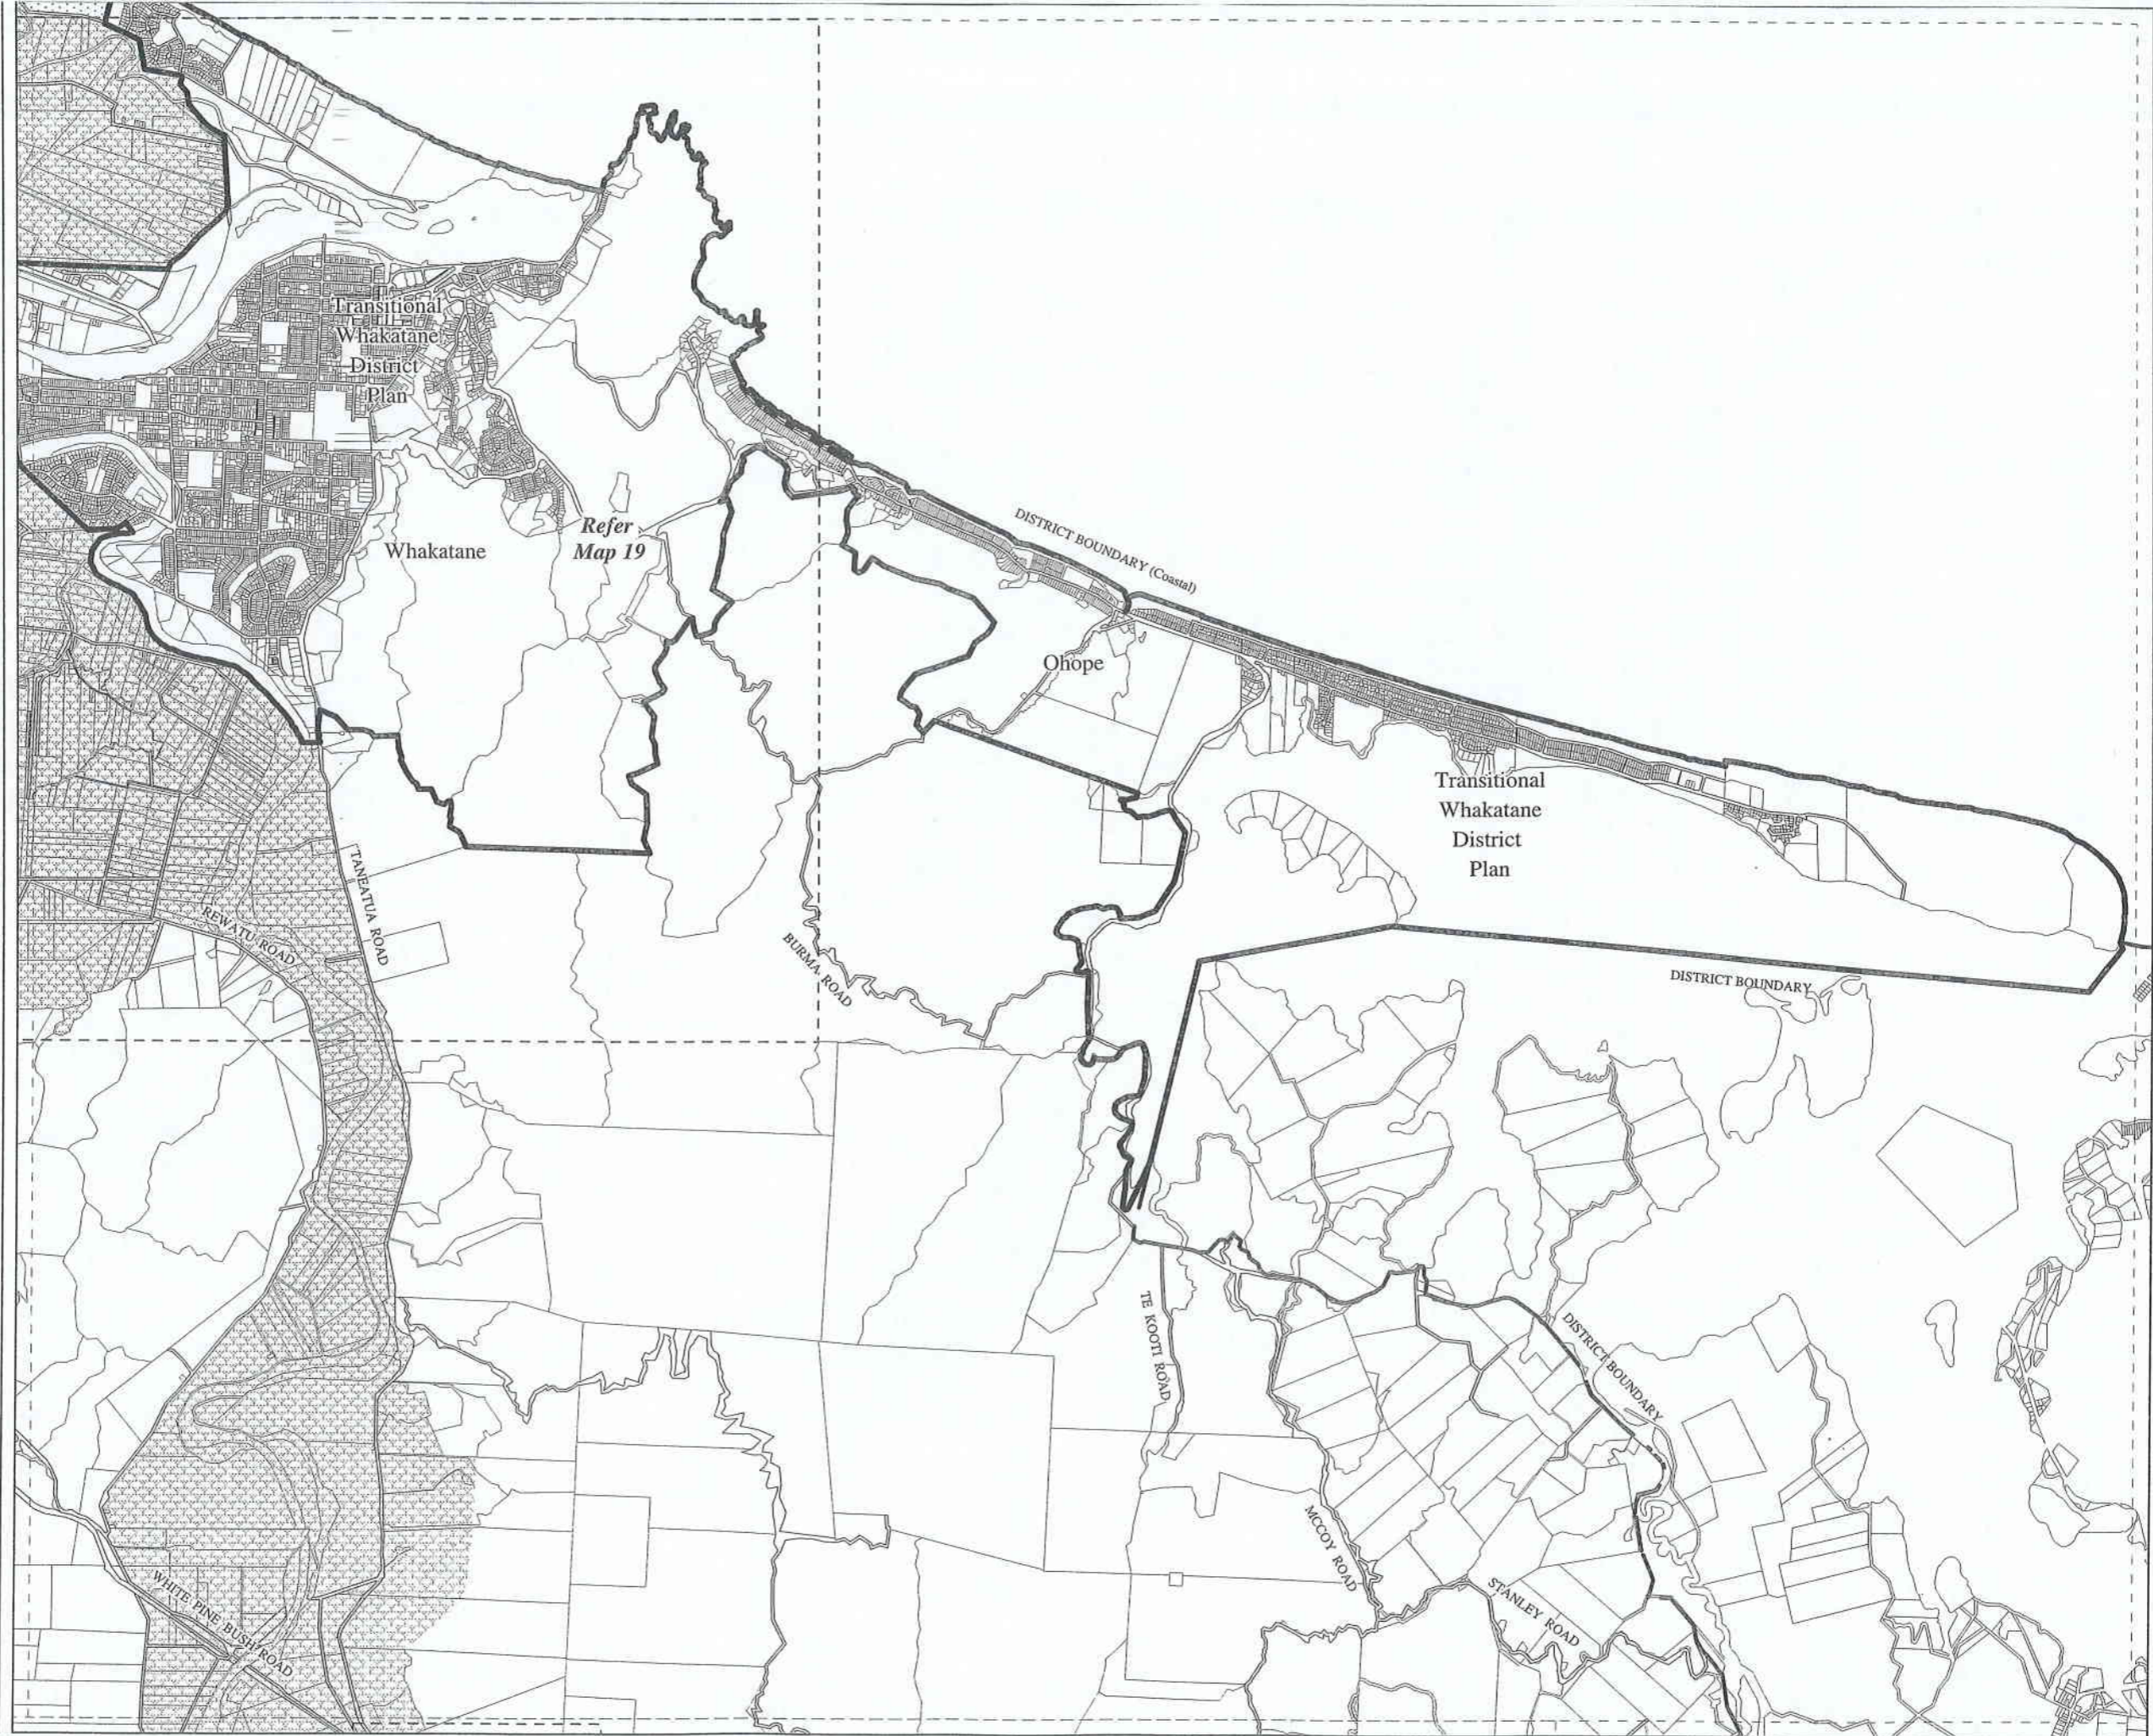 Transitional
Whakatane
District
Plan
Whakatane
Refer
Map 19
DISTRICT BOUNDARY (Coastal)
Ohope
Transitional
Whakatane
District
Plan
TANEATUA ROAD
REWATU ROAD
BURMA ROAD
DISTRICT BOUNDARY
TE KOOTI ROAD
DISTRICT BOUNDARY
MCCOY ROAD
STANLEY ROAD
WHITE PINE BUSH ROAD